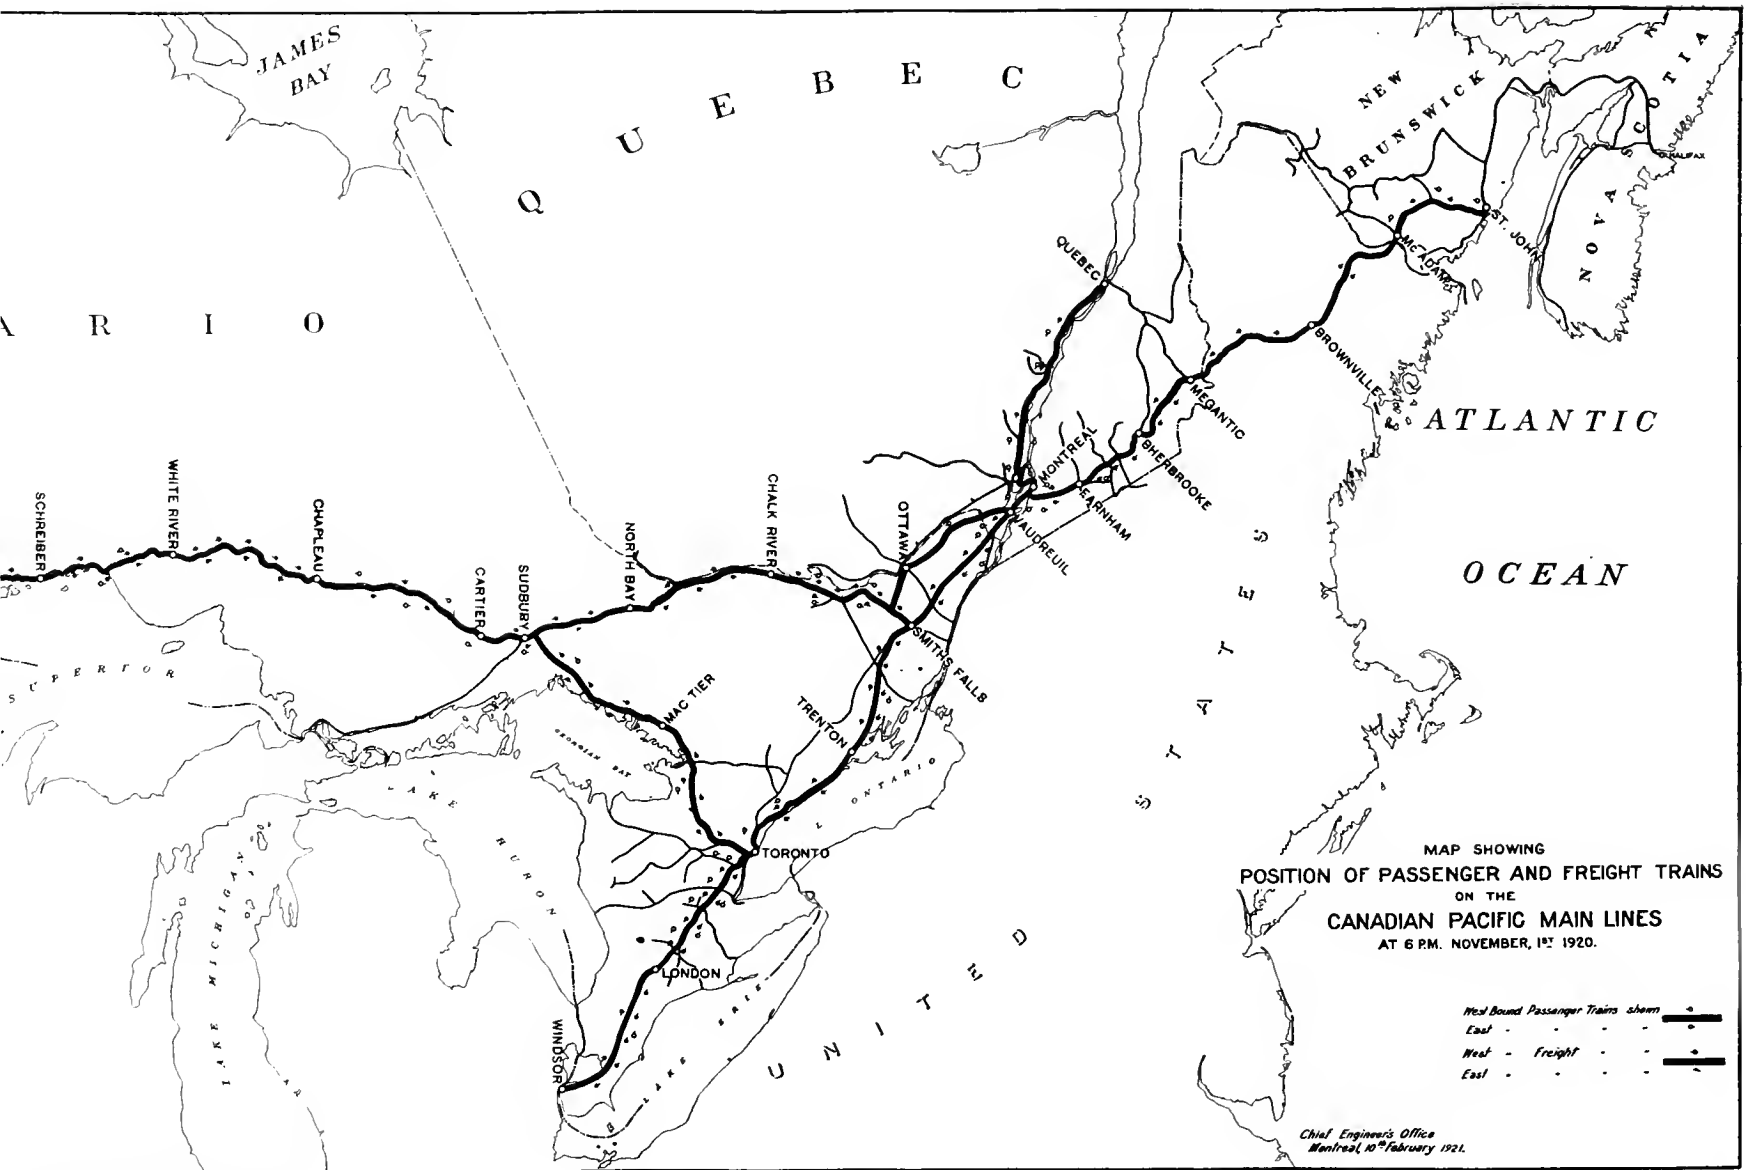 JAMES
BAY
QUEBEC
NEW
BRUNSWICK
NOVA SCOTIA
HALIFAX
ST. JOHN
McADAM
BROWNVILLE
MEGANTIC
SHERBROOKE
FARNHAM
MONTREAL
VAUDREUIL
QUEBEC
ARIO
ATLANTIC
OCEAN
SCHREIBER
WHITE RIVER
CHAPLEAU
CARTIER
SUDBURY
NORTH BAY
CHALK RIVER
OTTAWA
SMITHS FALLS
TRENTON
MAC TIER
TORONTO
LONDON
WINDSOR
SUPERIOR
GEORGIAN BAY
LAKE HURON
L. ONTARIO
LAKE MICHIGAN
LAKE ERIE
UNITED STATES
MAP SHOWING
POSITION OF PASSENGER AND FREIGHT TRAINS
ON THE
CANADIAN PACIFIC MAIN LINES
AT 6 P.M. NOVEMBER, 1ST 1920.
West Bound Passenger Trains shown
East - - - -
West - Freight - -
East - - - -
Chief Engineer's Office
Montreal, 10th February 1921.